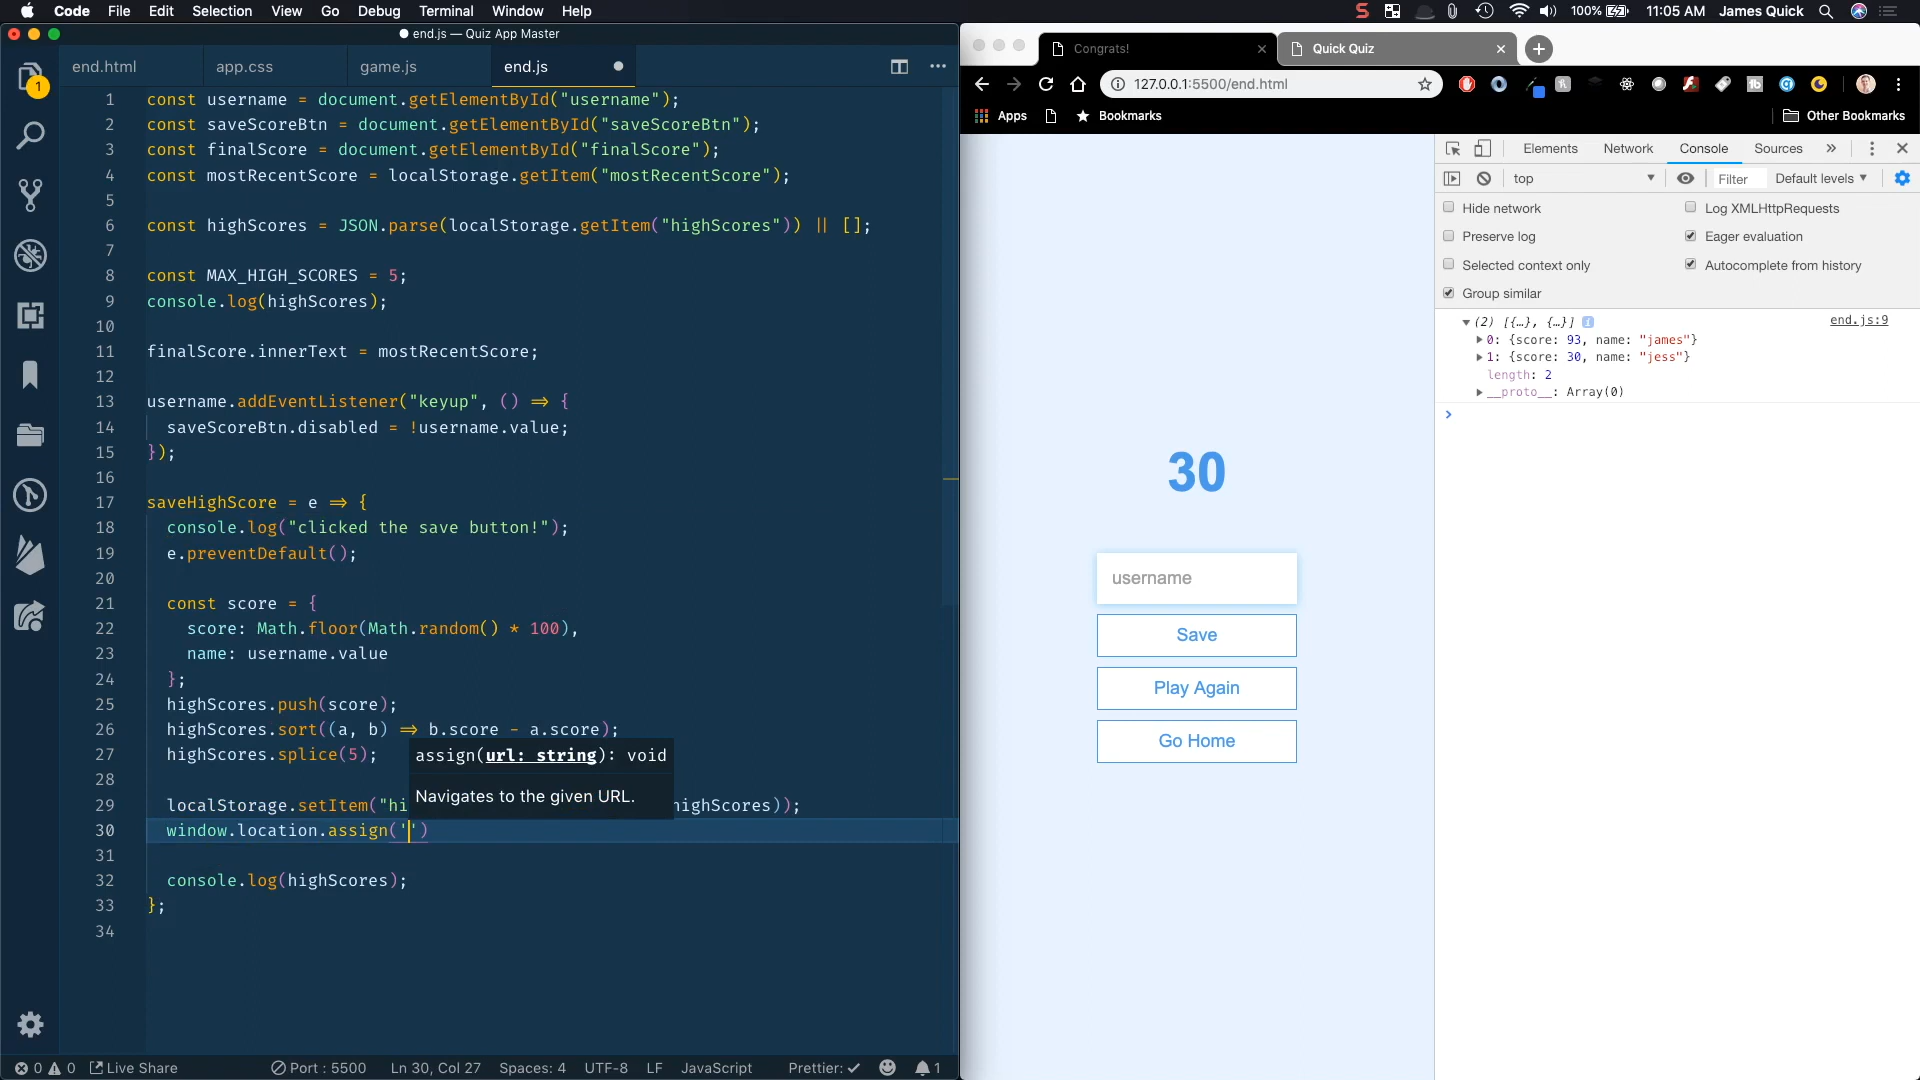 Code File Edit Selection View Go Debug Terminal Window Help
100% 11:05 AM James Quick
end.js — Quiz App Master
end.html app.css game.js end.js
1
1 const username = document.getElementById("username");
2 const saveScoreBtn = document.getElementById("saveScoreBtn");
3 const finalScore = document.getElementById("finalScore");
4 const mostRecentScore = localStorage.getItem("mostRecentScore");
5
6 const highScores = JSON.parse(localStorage.getItem("highScores")) || [];
7
8 const MAX_HIGH_SCORES = 5;
9 console.log(highScores);
10
11 finalScore.innerText = mostRecentScore;
12
13 username.addEventListener("keyup", () => {
14 saveScoreBtn.disabled = !username.value;
15 });
16
17 saveHighScore = e => {
18 console.log("clicked the save button!");
19 e.preventDefault();
20
21 const score = {
22 score: Math.floor(Math.random() * 100),
23 name: username.value
24 };
25 highScores.push(score);
26 highScores.sort((a, b) => b.score - a.score);
27 highScores.splice(5);
assign(url: string): void
28
Navigates to the given URL.
29 localStorage.setItem("hi highScores));
30 window.location.assign('')
31
32 console.log(highScores);
33 };
34
0 0 Live Share Port : 5500 Ln 30, Col 27 Spaces: 4 UTF-8 LF JavaScript Prettier: ✓ 1
Congrats! Quick Quiz
127.0.0.1:5500/end.html
Apps Bookmarks Other Bookmarks
30
username
Save
Play Again
Go Home
Elements Network Console Sources »
top Filter Default levels
Hide network Log XMLHttpRequests
Preserve log Eager evaluation
Selected context only Autocomplete from history
Group similar
(2) [{…}, {…}] end.js:9
0: {score: 93, name: "james"}
1: {score: 30, name: "jess"}
length: 2
__proto__: Array(0)